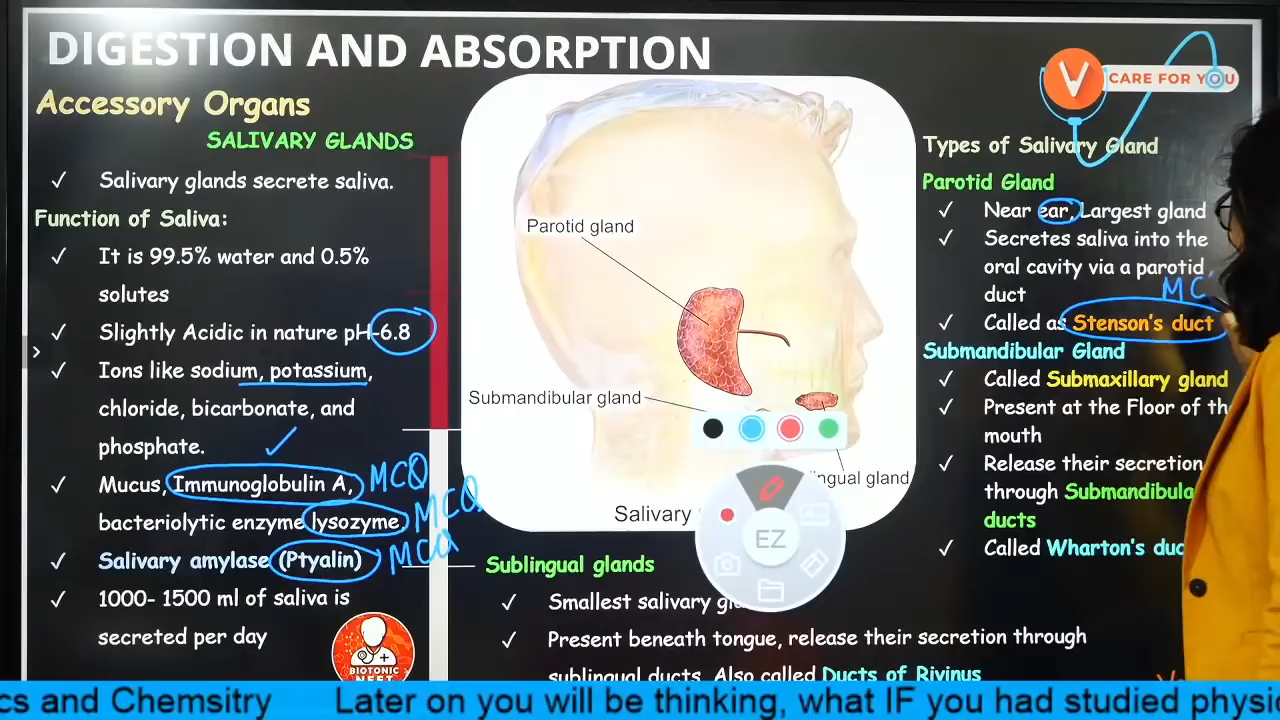 DIGESTION AND ABSORPTION
CARE FOR YOU
Accessory Organs
SALIVARY GLANDS
✓ Salivary glands secrete saliva.
Function of Saliva:
✓ It is 99.5% water and 0.5%
solutes
✓ Slightly Acidic in nature pH-6.8
✓ Ions like sodium, potassium,
chloride, bicarbonate, and
phosphate.
✓ Mucus, Immunoglobulin A, MCQ
bacteriolytic enzyme lysozyme. MCQ
✓ Salivary amylase (Ptyalin) MCQ
✓ 1000- 1500 ml of saliva is
secreted per day
BIOTONIC
NEET
Parotid gland
Submandibular gland
lingual gland
Salivary
EZ
Sublingual glands
✓ Smallest salivary
✓ Present beneath tongue, release their secretion through
sublingual ducts. Also called Ducts of Rivinus
Types of Salivary Gland
Parotid Gland
✓ Near ear, Largest gland
✓ Secretes saliva into the
oral cavity via a parotid
duct MC
✓ Called as Stenson's duct
Submandibular Gland
✓ Called Submaxillary gland
✓ Present at the Floor of th
mouth
✓ Release their secretion
through Submandibula
ducts
✓ Called Wharton's duc
cs and Chemsitry Later on you will be thinking, what IF you had studied physi